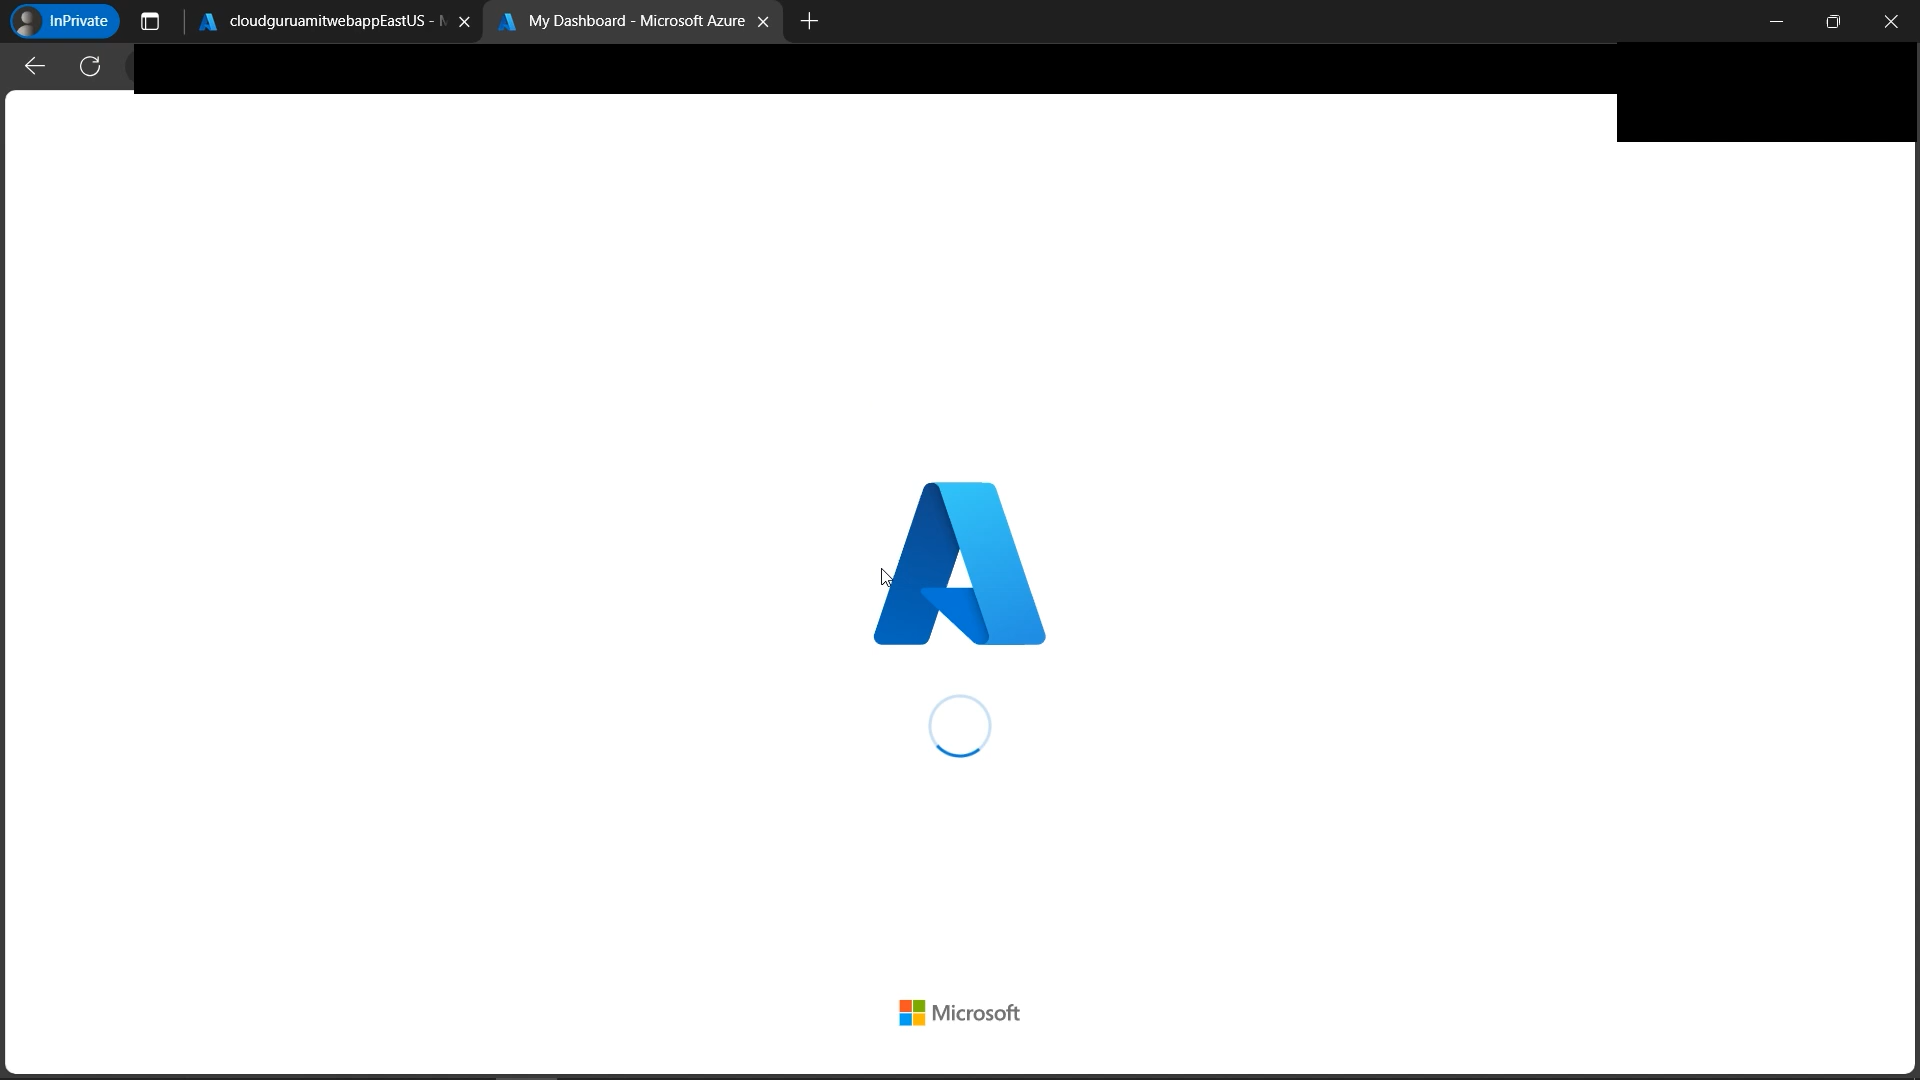 InPrivate
cloudguruamitwebappEastUS -
My Dashboard - Microsoft Azure
Microsoft